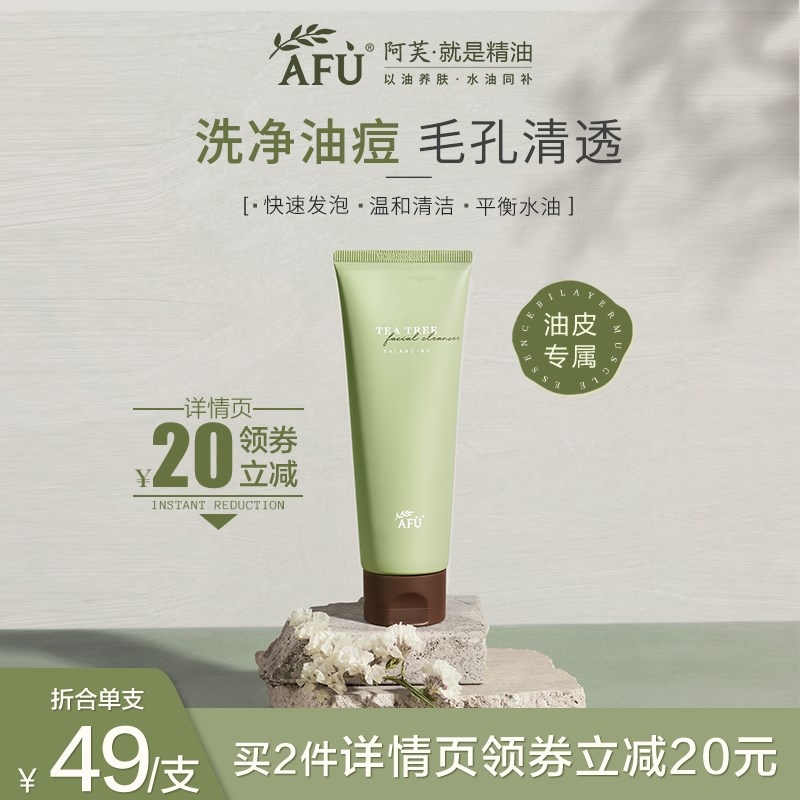 AFU® 阿芙·就是精油
以油养肤·水油同补
洗净油痘 毛孔清透
[▪快速发泡 ▪温和清洁 ▪平衡水油]
TEA TREE
facial cleanser
BALANCING
AFU
ESSENCEBILAYERMUSCLE
油皮
专属
详情页
¥20领券
立减
INSTANT REDUCTION
折合单支
¥49/支
买2件详情页领券立减20元